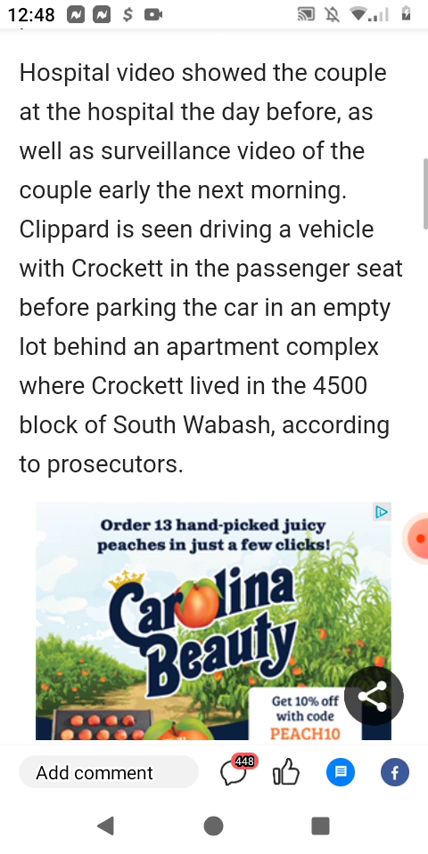 12:48
Hospital video showed the couple
at the hospital the day before, as
well as surveillance video of the
couple early the next morning.
Clippard is seen driving a vehicle
with Crockett in the passenger seat
before parking the car in an empty
lot behind an apartment complex
where Crockett lived in the 4500
block of South Wabash, according
to prosecutors.
Order 13 hand-picked juicy
peaches in just a few clicks!
Carolina
Beauty
Get 10% off
with code
PEACH10
Add comment
448